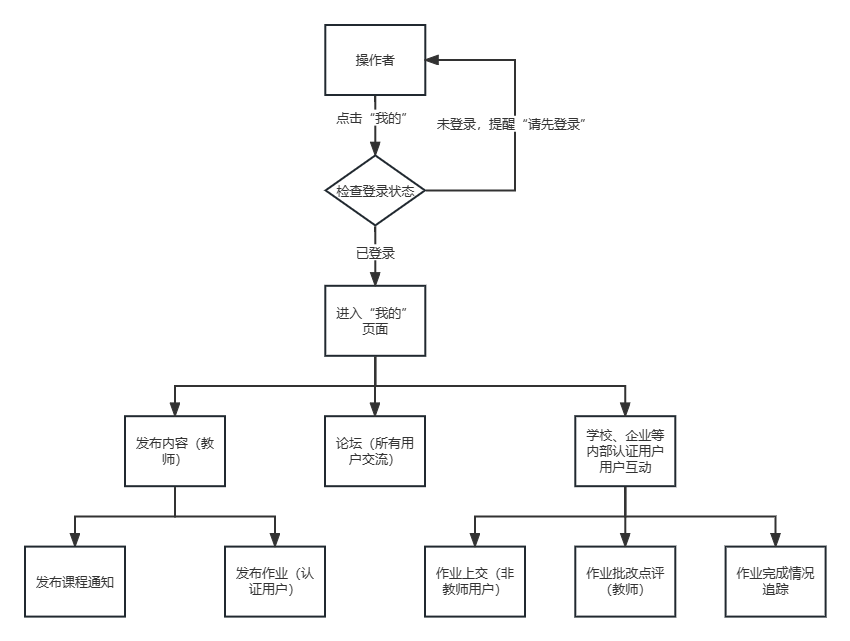 操作者
点击“我的”
未登录，提醒“请先登录”
检查登录状态
已登录
进入“我的”
页面
发布内容（教
师）
论坛（所有用
户交流）
学校、企业等
内部认证用户
用户互动
发布课程通知
发布作业（认
证用户）
作业上交（非
教师用户）
作业批改点评
（教师）
作业完成情况
追踪